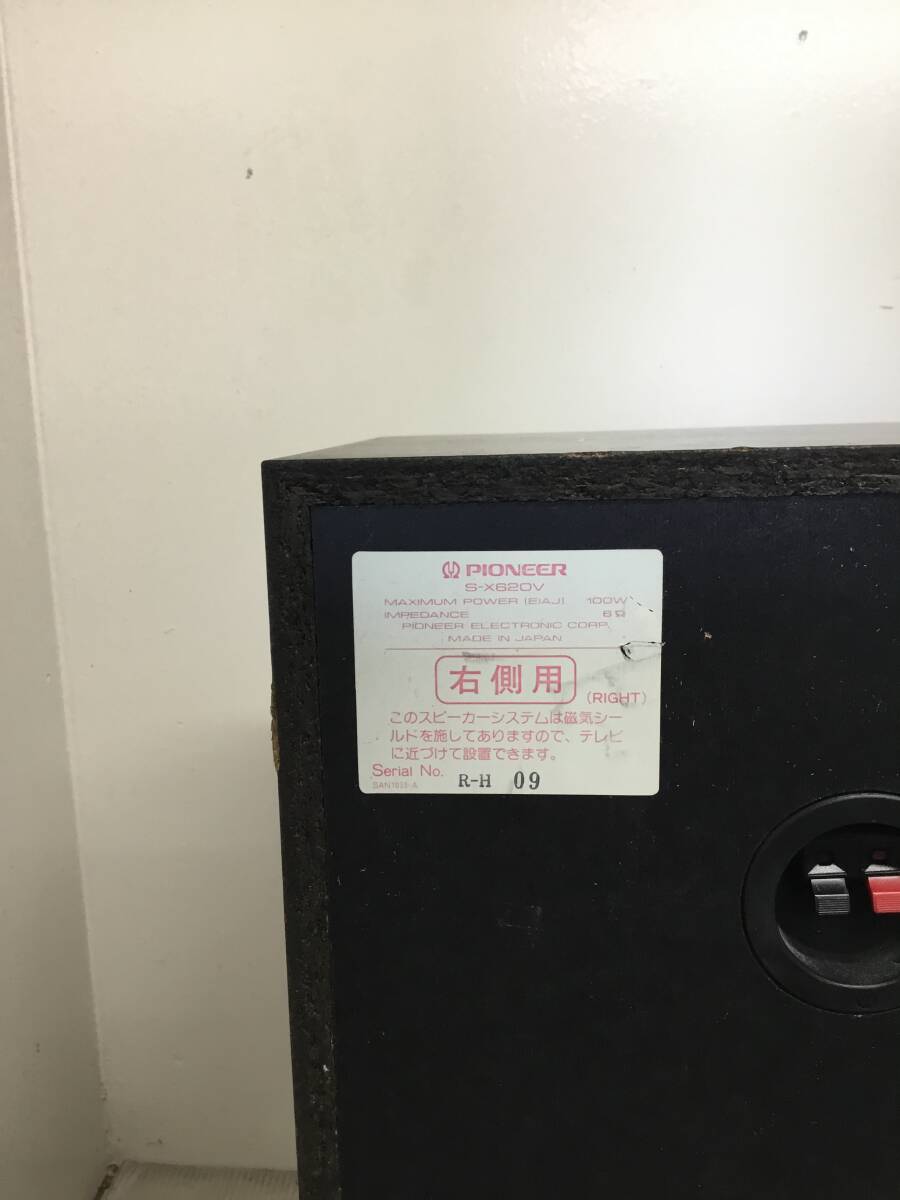 PIONEER
S-X620V
MAXIMUM POWER (EIAJ) 100W
IMPEDANCE 6Ω
PIONEER ELECTRONIC CORP.
MADE IN JAPAN
右側用
(RIGHT)
このスピーカーシステムは磁気シー
ルドを施してありますので、テレビ
に近づけて設置できます。
Serial No. R-H 09